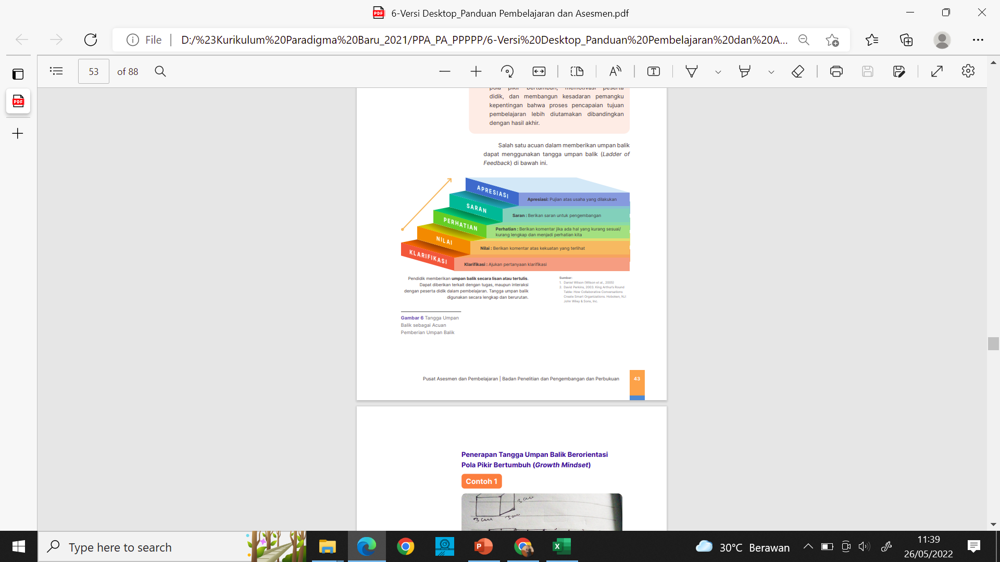 6-Versi Desktop_Panduan Pembelajaran dan Asesmen.pdf
File
D:/%23Kurikulum%20Paradigma%20Baru_2021/PPA_PA_PPPPP/6-Versi%20Desktop_Panduan%20Pembelajaran%20dan%20A...
53 of 88
pola pikir bertumbuh, memotivasi peserta
didik, dan membangun kesadaran pemangku
kepentingan bahwa proses pencapaian tujuan
pembelajaran lebih diutamakan dibandingkan
dengan hasil akhir.
Salah satu acuan dalam memberikan umpan balik
dapat menggunakan tangga umpan balik (Ladder of
Feedback) di bawah ini.
APRESIASI
Apresiasi: Pujian atas usaha yang dilakukan
SARAN
Saran : Berikan saran untuk pengembangan
PERHATIAN
Perhatian : Berikan komentar jika ada hal yang kurang sesuai/
kurang lengkap dan menjadi perhatian kita
NILAI
Nilai : Berikan komentar atas kekuatan yang terlihat
KLARIFIKASI
Klarifikasi : Ajukan pertanyaan klarifikasi
Pendidik memberikan umpan balik secara lisan atau tertulis.
Dapat diberikan terkait dengan tugas, maupun interaksi
dengan peserta didik dalam pembelajaran. Tangga umpan balik
digunakan secara lengkap dan berurutan.
Sumber:
1. Daniel Wilson (Wilson et al., 2005)
2. David Perkins, 2003. King Arthur's Round
Table: How Collaborative Conversations
Create Smart Organizations. Hoboken, NJ:
John Wiley & Sons, Inc.
Gambar 6 Tangga Umpan
Balik sebagai Acuan
Pemberian Umpan Balik
Pusat Asesmen dan Pembelajaran | Badan Penelitian dan Pengembangan dan Perbukuan
43
Penerapan Tangga Umpan Balik Berorientasi
Pola Pikir Bertumbuh (Growth Mindset)
Contoh 1
3 cm
3 cm
3 cm
Type here to search
30°C Berawan
11:39
26/05/2022